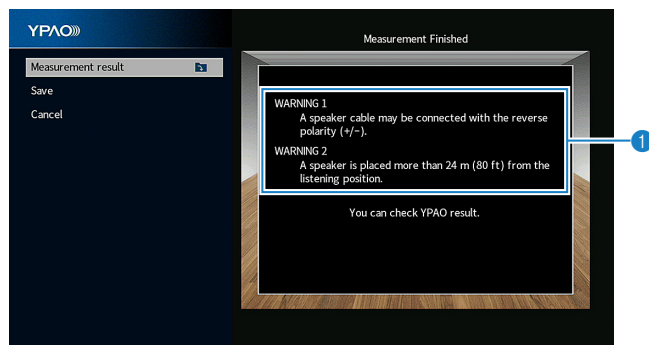 YPAO
Measurement Finished
Measurement result
Save
Cancel
WARNING 1
A speaker cable may be connected with the reverse
polarity (+/-).
WARNING 2
A speaker is placed more than 24 m (80 ft) from the
listening position.
You can check YPAO result.
1